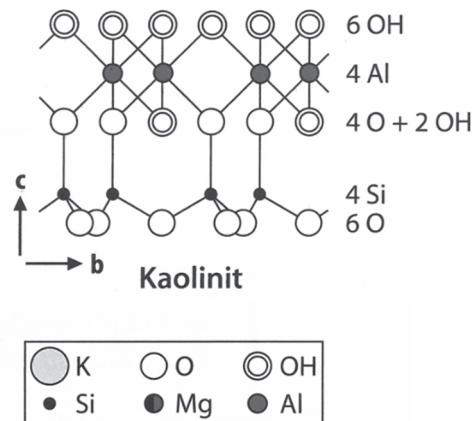 6 OH
4 Al
4 O + 2 OH
4 Si
6 O
c
b
Kaolinit
K O OH
Si Mg Al